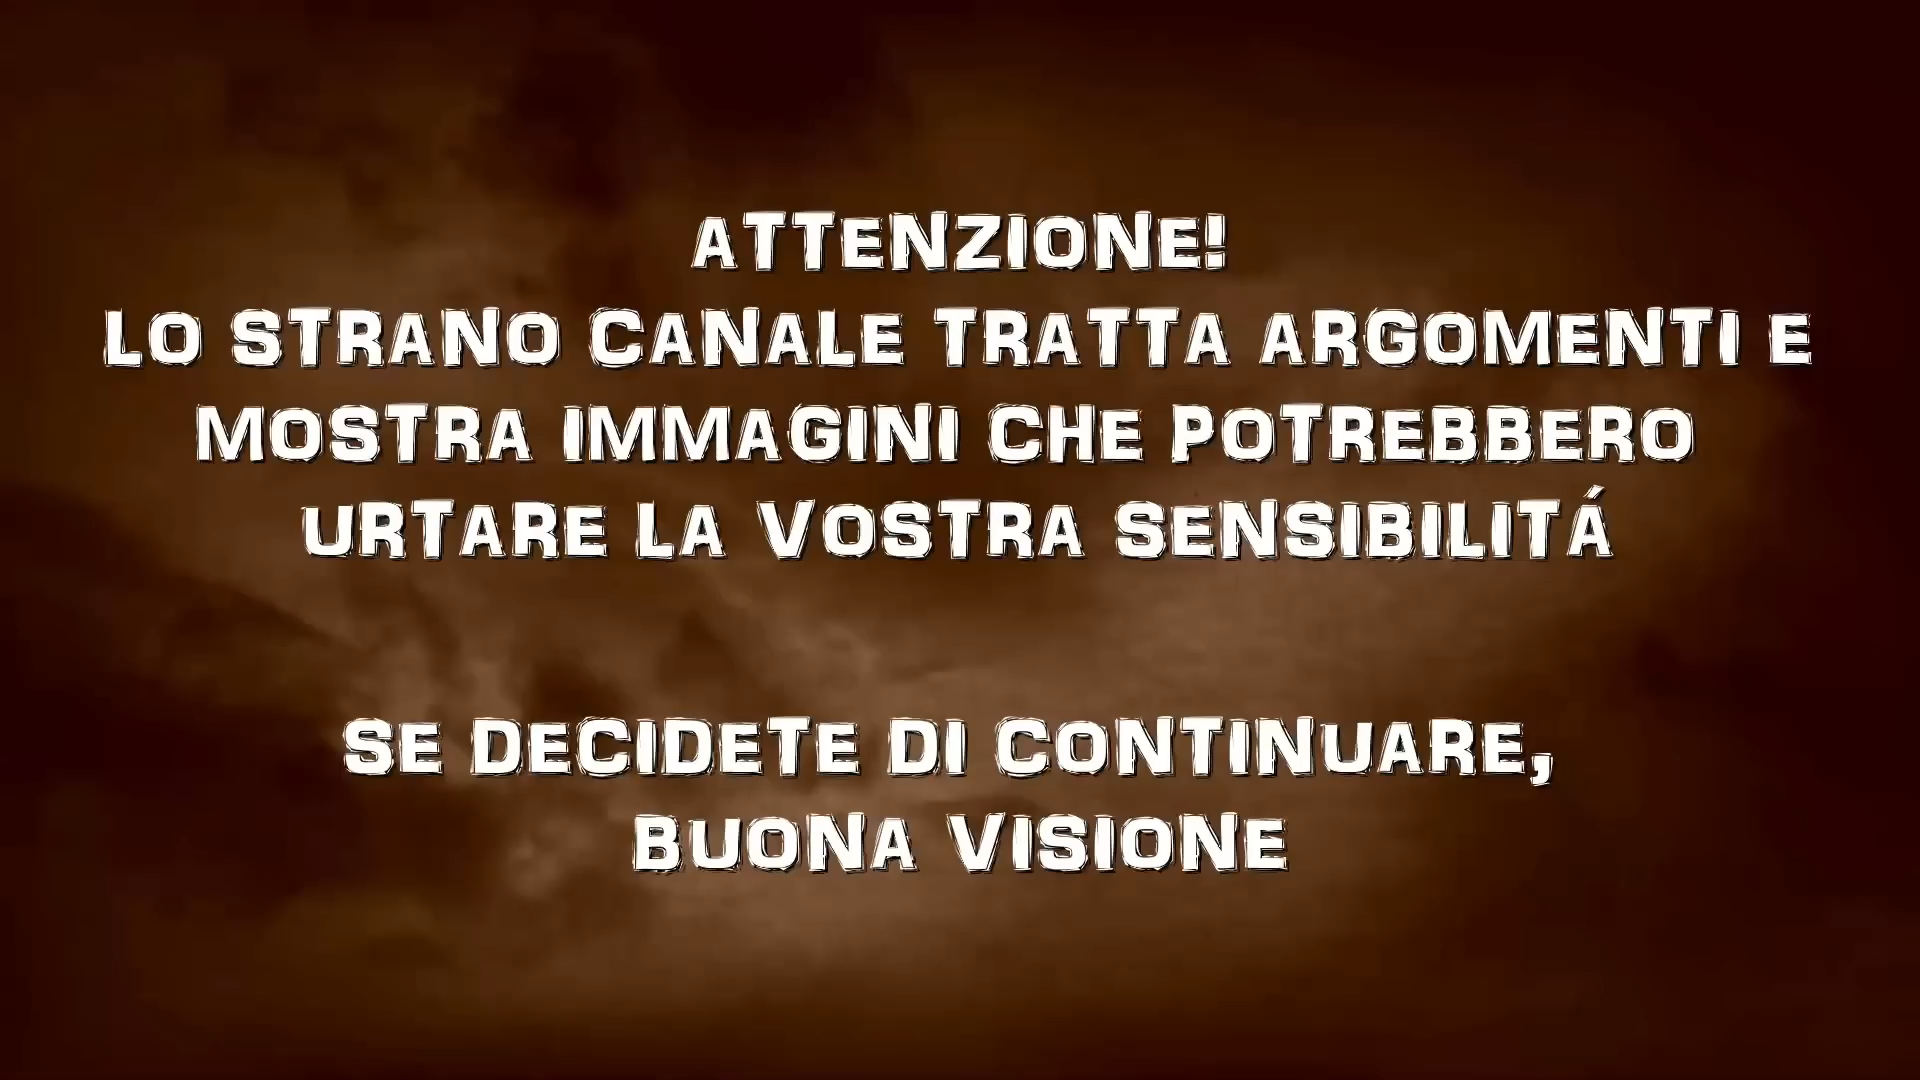 ATTENZIONE!
LO STRANO CANALE TRATTA ARGOMENTI E
MOSTRA IMMAGINI CHE POTREBBERO
URTARE LA VOSTRA SENSIBILITÁ
SE DECIDETE DI CONTINUARE,
BUONA VISIONE